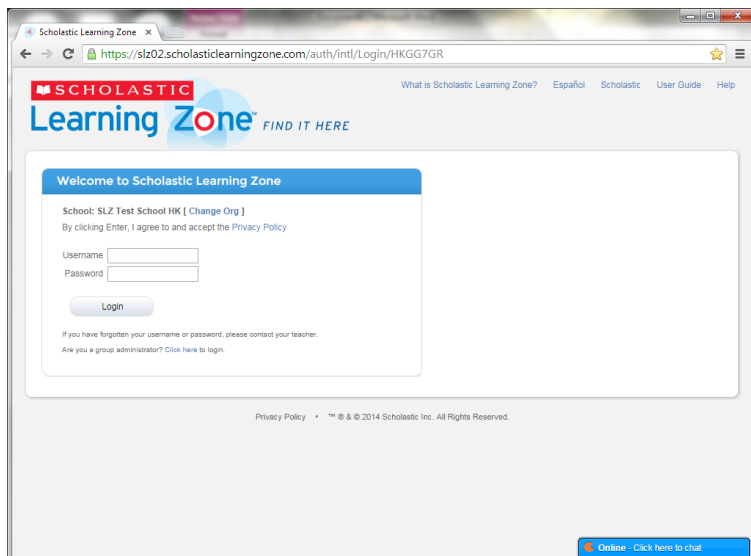 Scholastic Learning Zone
https://slz02.scholasticlearningzone.com/auth/intl/Login/HKGG7GR
What is Scholastic Learning Zone? Español Scholastic User Guide Help
SCHOLASTIC
Learning Zone™ FIND IT HERE
Welcome to Scholastic Learning Zone
School: SLZ Test School HK [ Change Org ]
By clicking Enter, I agree to and accept the Privacy Policy
Username
Password
Login
If you have forgotten your username or password, please contact your teacher.
Are you a group administrator? Click here to login.
Privacy Policy • ™ ® & © 2014 Scholastic Inc. All Rights Reserved.
Online - Click here to chat